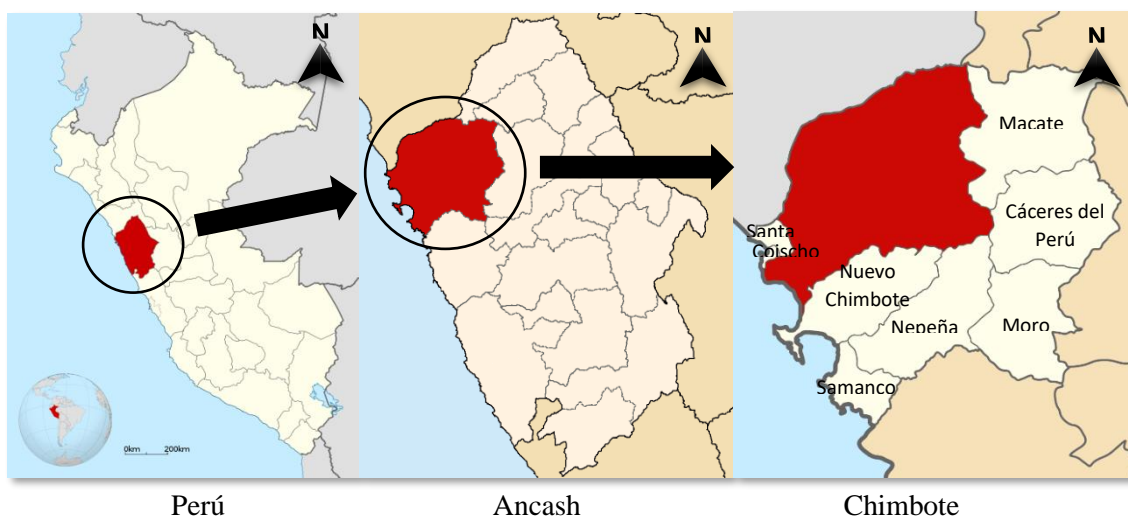 N
N
N
Macate
Cáceres del
Perú
Santa
Coischo
Nuevo
Chimbote
Nepeña
Moro
Samanco
0km 200km
Perú
Ancash
Chimbote